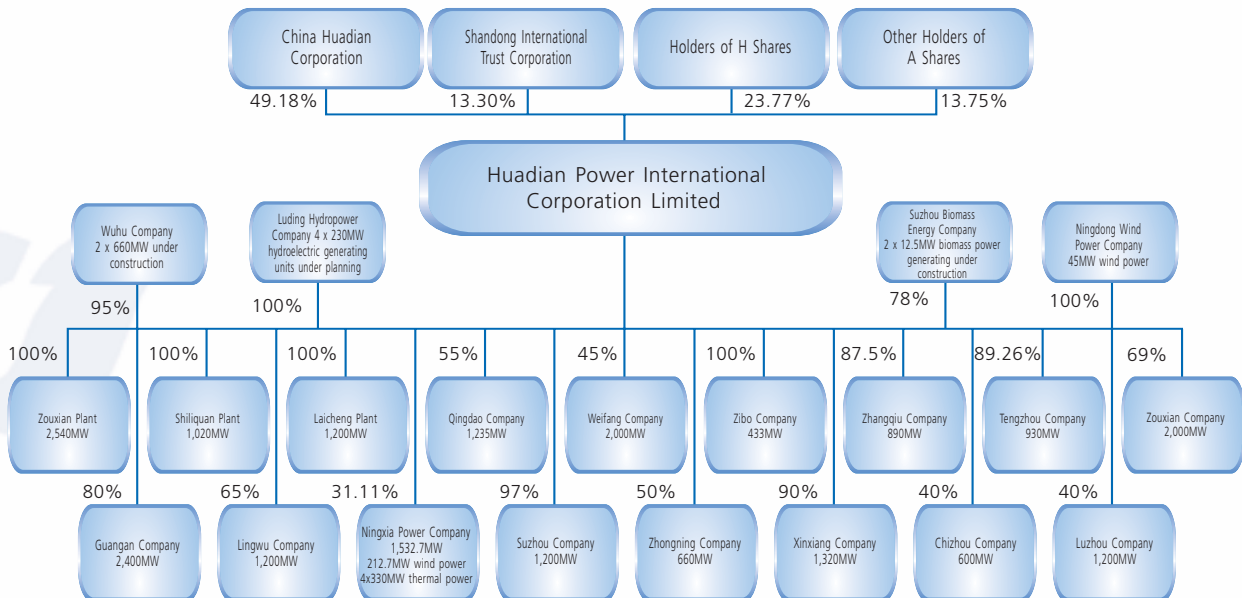 China Huadian
Corporation
Shandong International
Trust Corporation
Holders of H Shares
Other Holders of
A Shares
49.18%
13.30%
23.77%
13.75%
Huadian Power International
Corporation Limited
Wuhu Company
2 x 660MW under
construction
Luding Hydropower
Company 4 x 230MW
hydroelectric generating
units under planning
Suzhou Biomass
Energy Company
2 x 12.5MW biomass power
generating under
construction
Ningdong Wind
Power Company
45MW wind power
95%
100%
78%
100%
100%
100%
100%
55%
45%
100%
87.5%
89.26%
69%
Zouxian Plant
2,540MW
Shiliquan Plant
1,020MW
Laicheng Plant
1,200MW
Qingdao Company
1,235MW
Weifang Company
2,000MW
Zibo Company
433MW
Zhangqiu Company
890MW
Tengzhou Company
930MW
Zouxian Company
2,000MW
80%
65%
31.11%
97%
50%
90%
40%
40%
Guangan Company
2,400MW
Lingwu Company
1,200MW
Ningxia Power Company
1,532.7MW
212.7MW wind power
4x330MW thermal power
Suzhou Company
1,200MW
Zhongning Company
660MW
Xinxiang Company
1,320MW
Chizhou Company
600MW
Luzhou Company
1,200MW